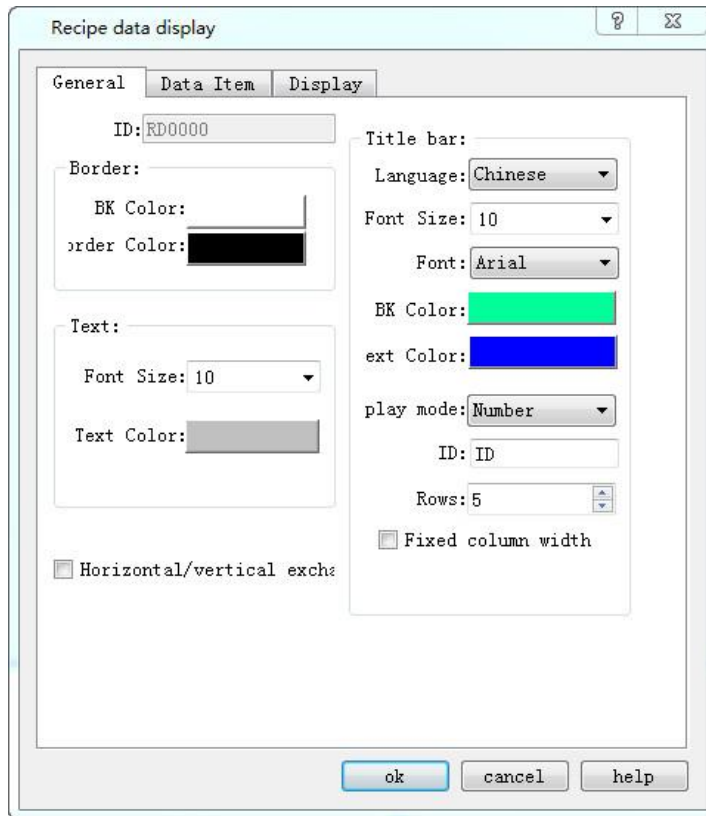 Recipe data display
General
Data Item
Display
ID: RD0000
Border:
BK Color:
order Color:
Text:
Font Size: 10
Text Color:
Horizontal/vertical excha
Title bar:
Language: Chinese
Font Size: 10
Font: Arial
BK Color:
ext Color:
play mode: Number
ID: ID
Rows: 5
Fixed column width
ok
cancel
help